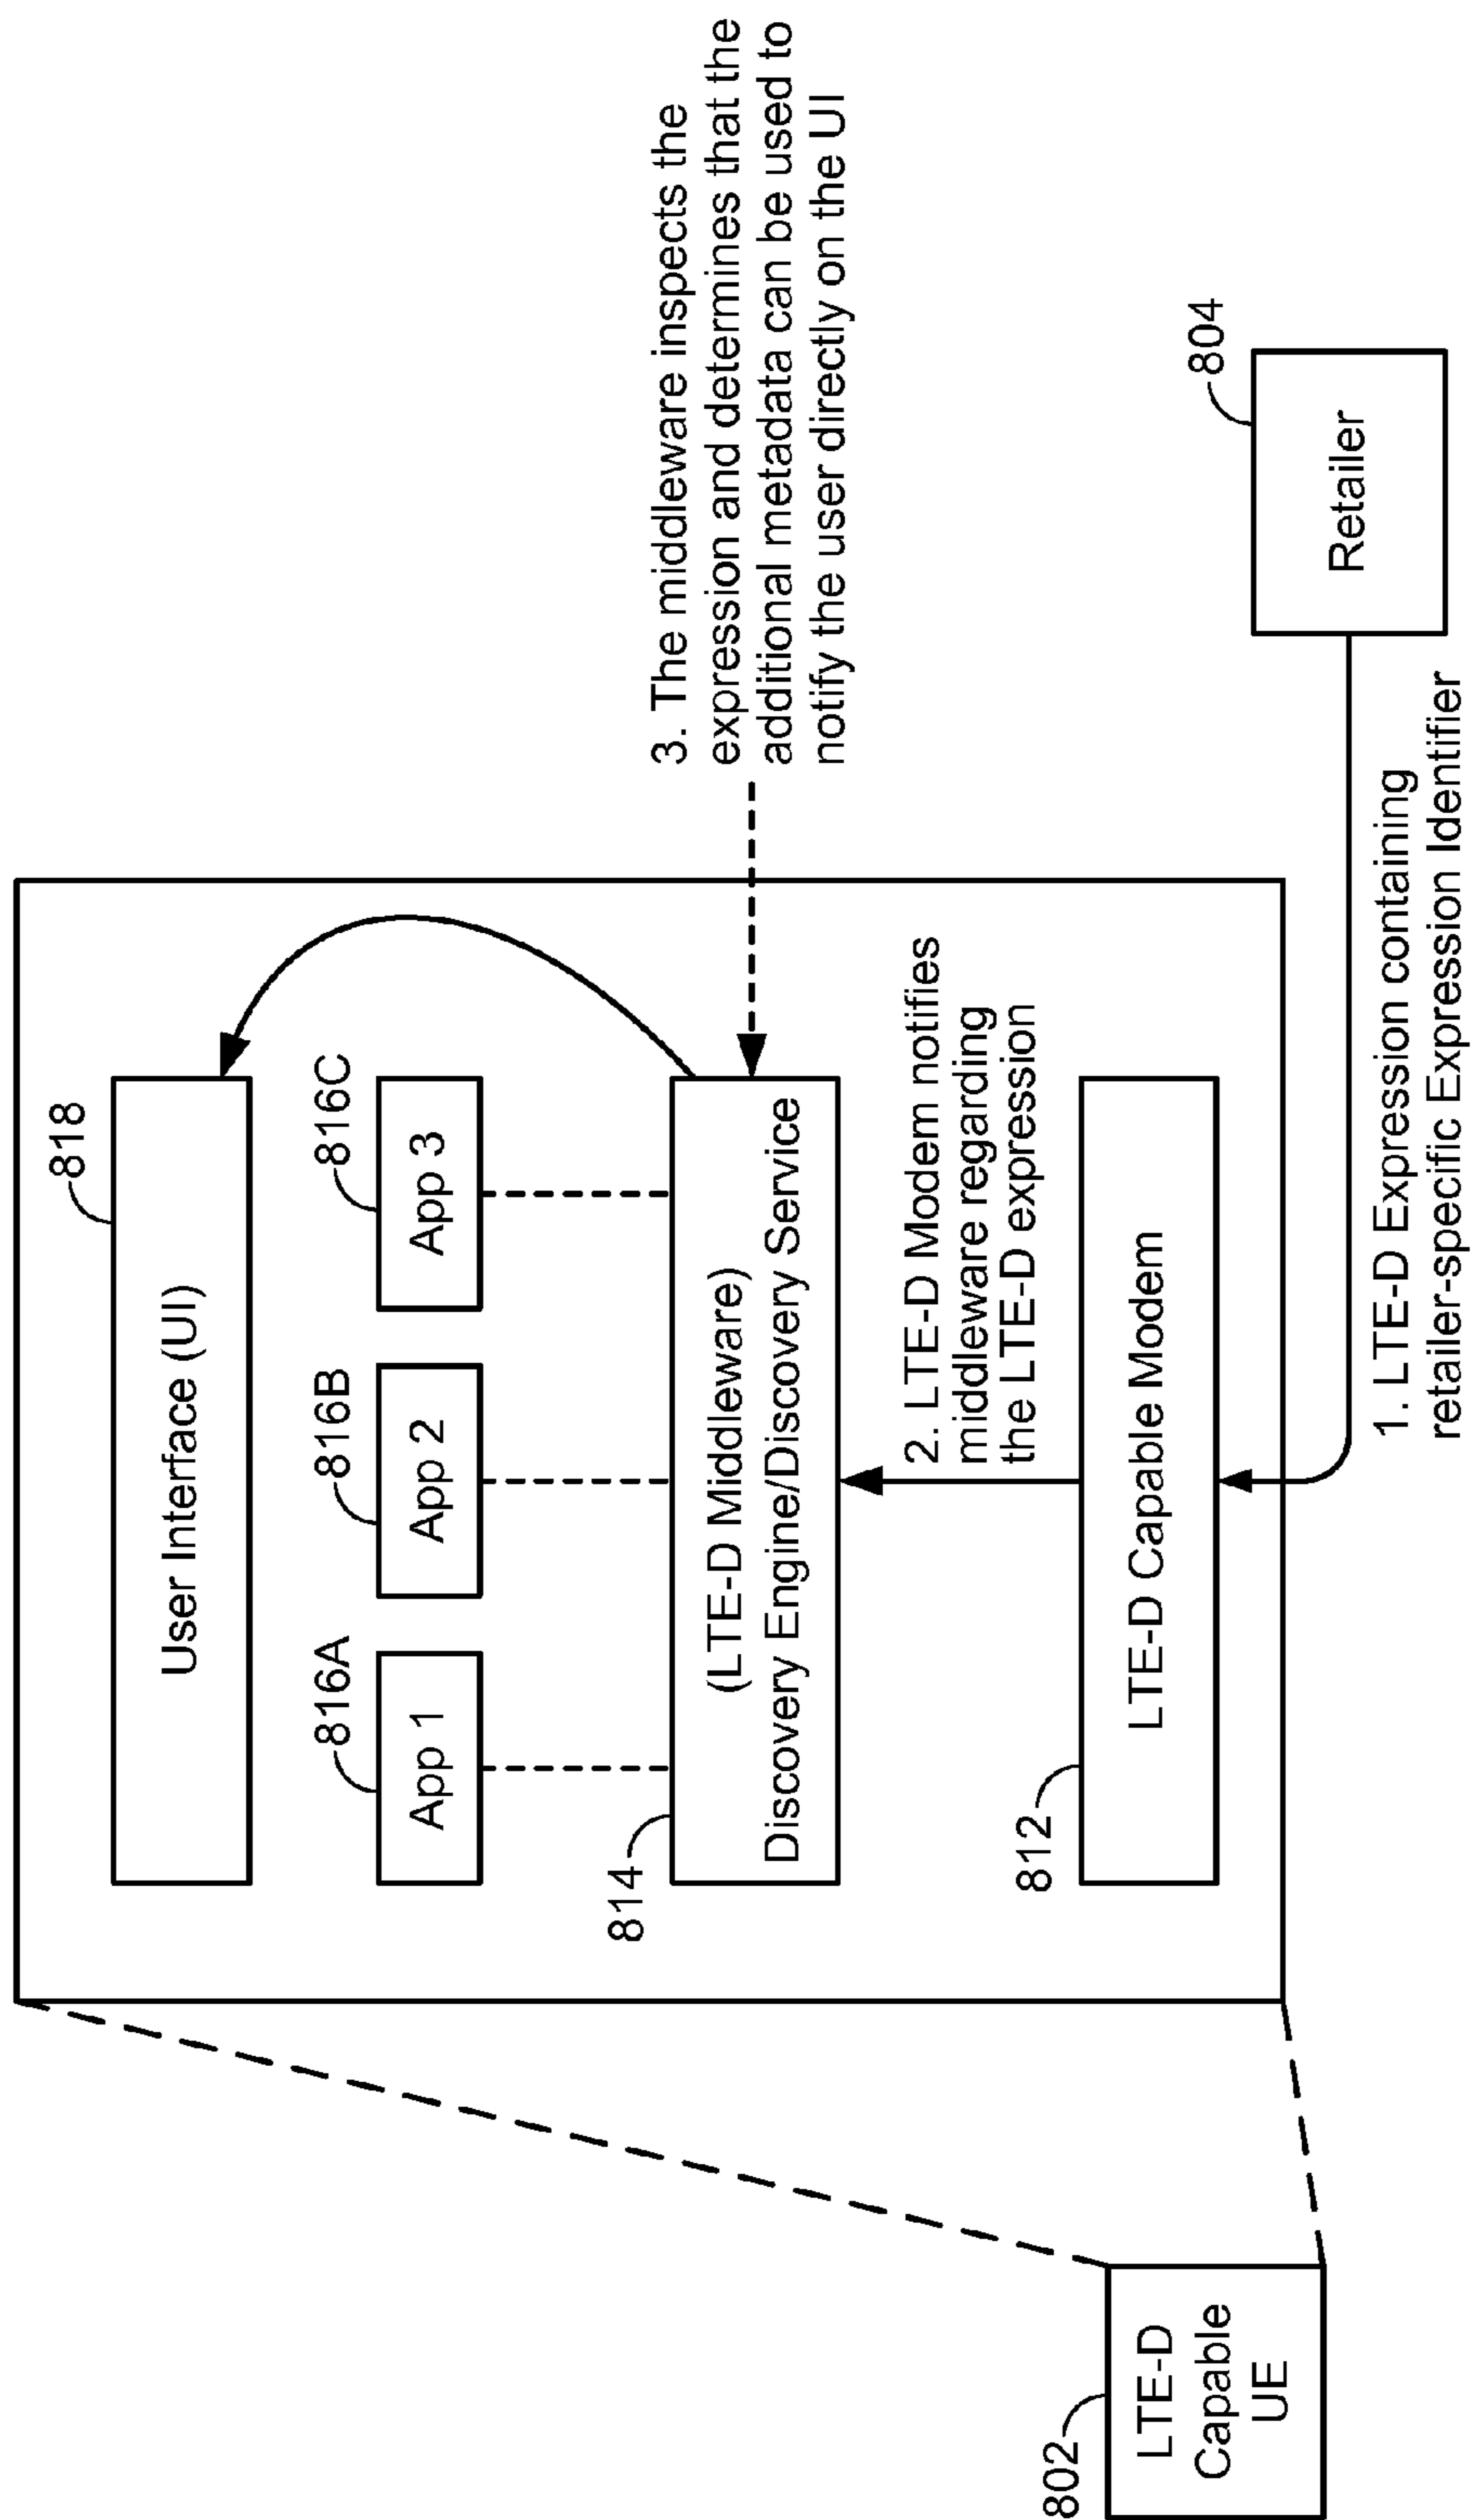 818
User Interface (UI)
816A
816B
816C
App 1
App 2
App 3
814
(LTE-D Middleware)
Discovery Engine/Discovery Service
3. The middleware inspects the
expression and determines that the
additional metadata can be used to
notify the user directly on the UI
2. LTE-D Modem notifies
middleware regarding
the LTE-D expression
812
LTE-D Capable Modem
802
LTE-D
Capable
UE
804
Retailer
1. LTE-D Expression containing
retailer-specific Expression Identifier